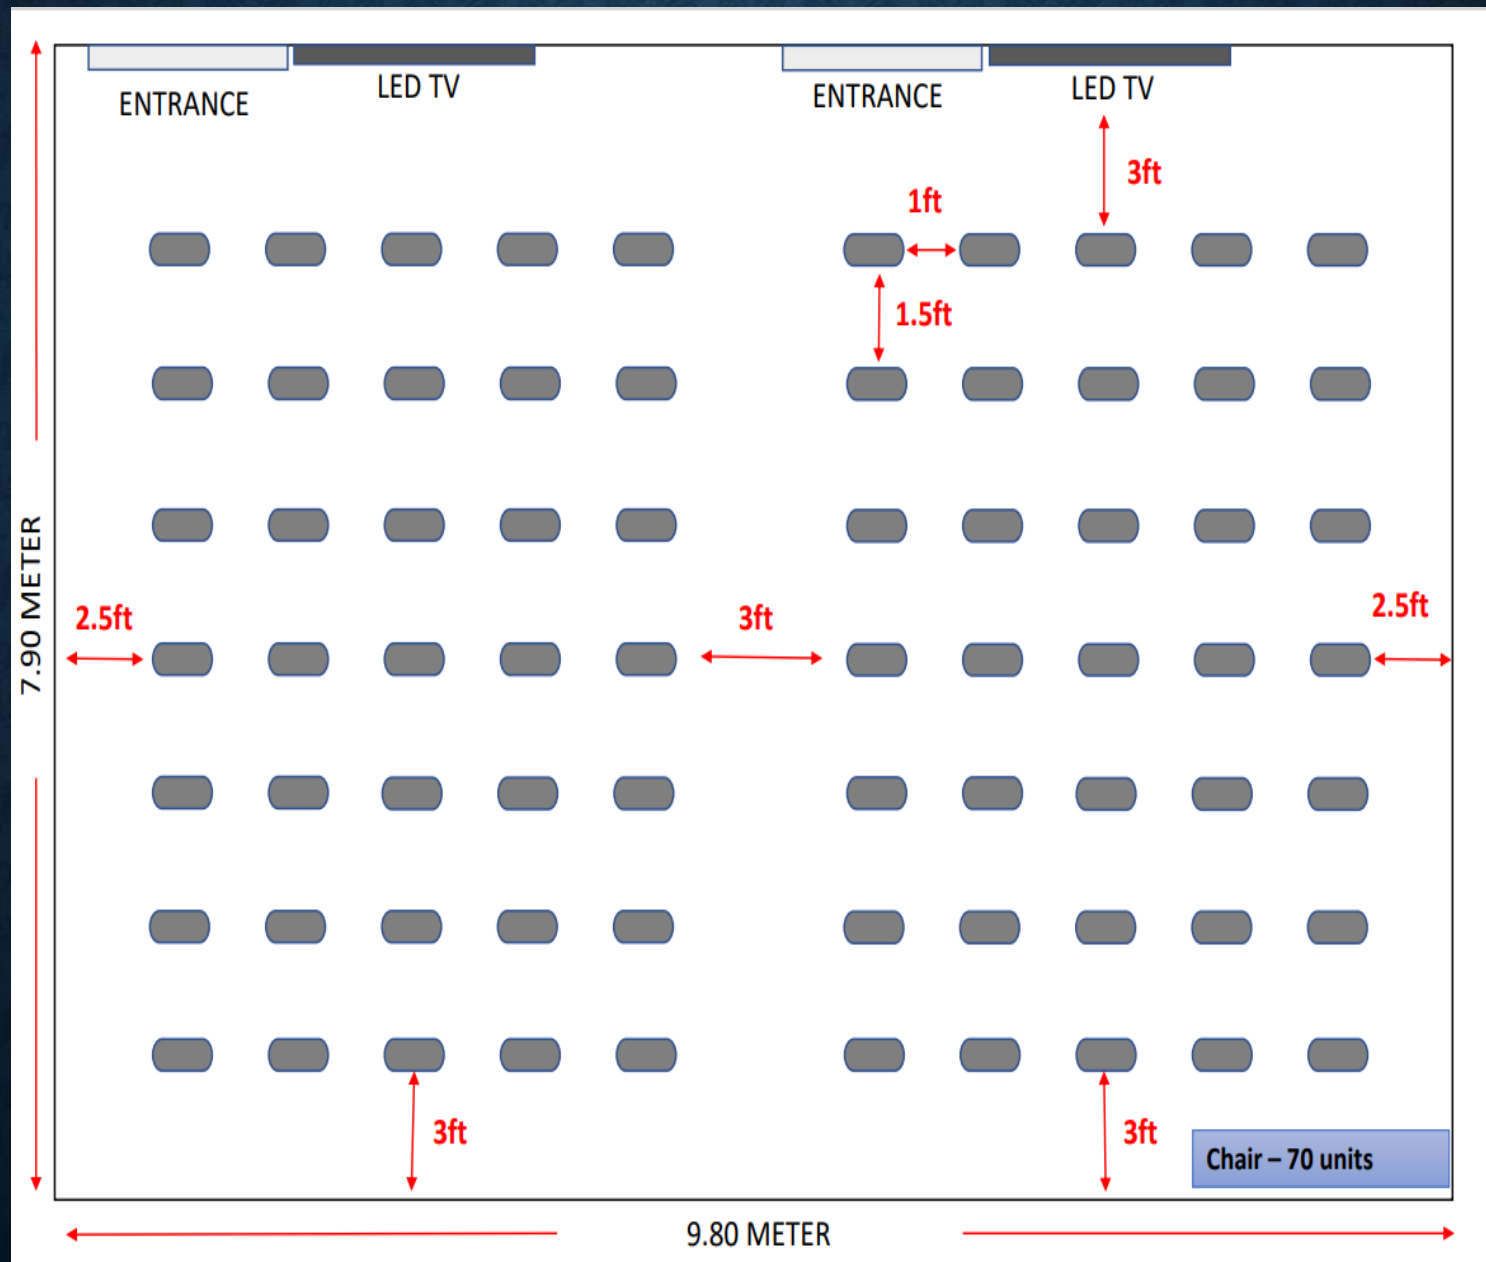 ENTRANCE
LED TV
ENTRANCE
LED TV
3ft
1ft
1.5ft
7.90 METER
2.5ft
3ft
2.5ft
3ft
3ft
Chair – 70 units
9.80 METER